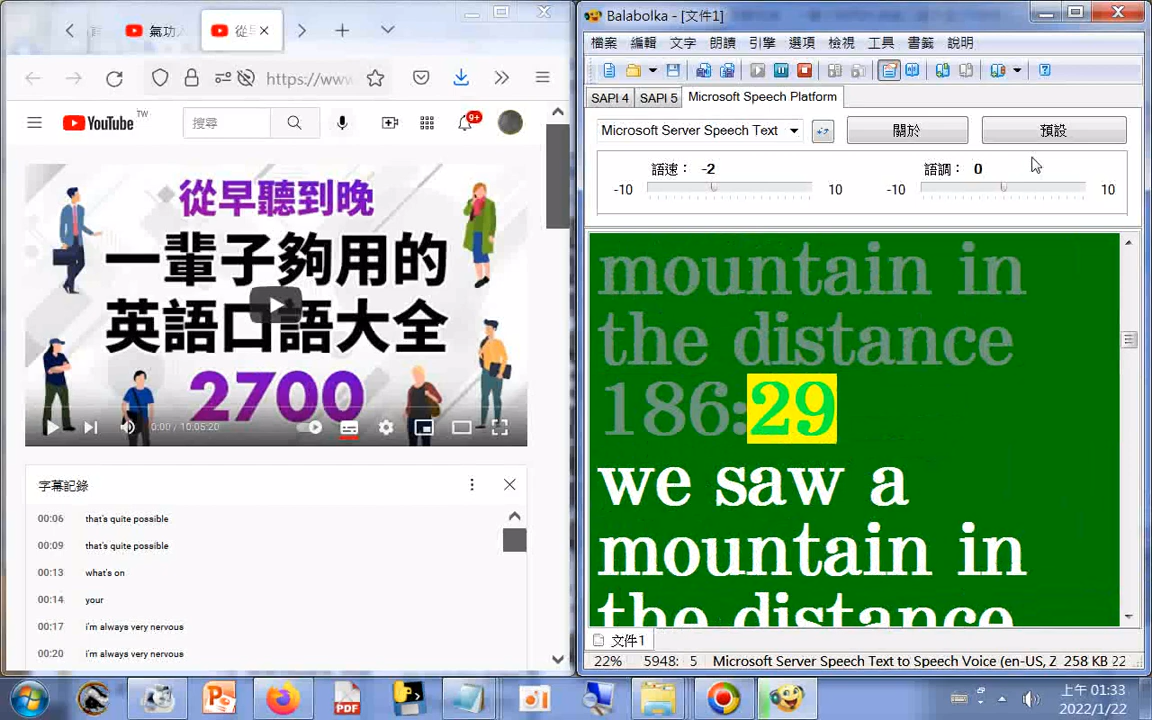 氣功
從
https://www
YouTube TW
搜尋
9+
從早聽到晚
一輩子夠用的
英語口語大全
2700
0:00 / 10:05:20
字幕記錄
00:06 that's quite possible
00:09 that's quite possible
00:13 what's on
00:14 your
00:17 i'm always very nervous
00:20 i'm always very nervous
Balabolka - [文件1]
檔案 編輯 文字 朗讀 引擎 選項 檢視 工具 書籤 說明
SAPI 4 SAPI 5 Microsoft Speech Platform
Microsoft Server Speech Text 關於 預設
語速： -2 語調： 0
-10 10 -10 10
mountain in
the distance
186:29
we saw a
mountain in
the distance
文件1
22% 5948: 5 Microsoft Server Speech Text to Speech Voice (en-US, Z 258 KB 22
PDF
上午 01:33
2022/1/22